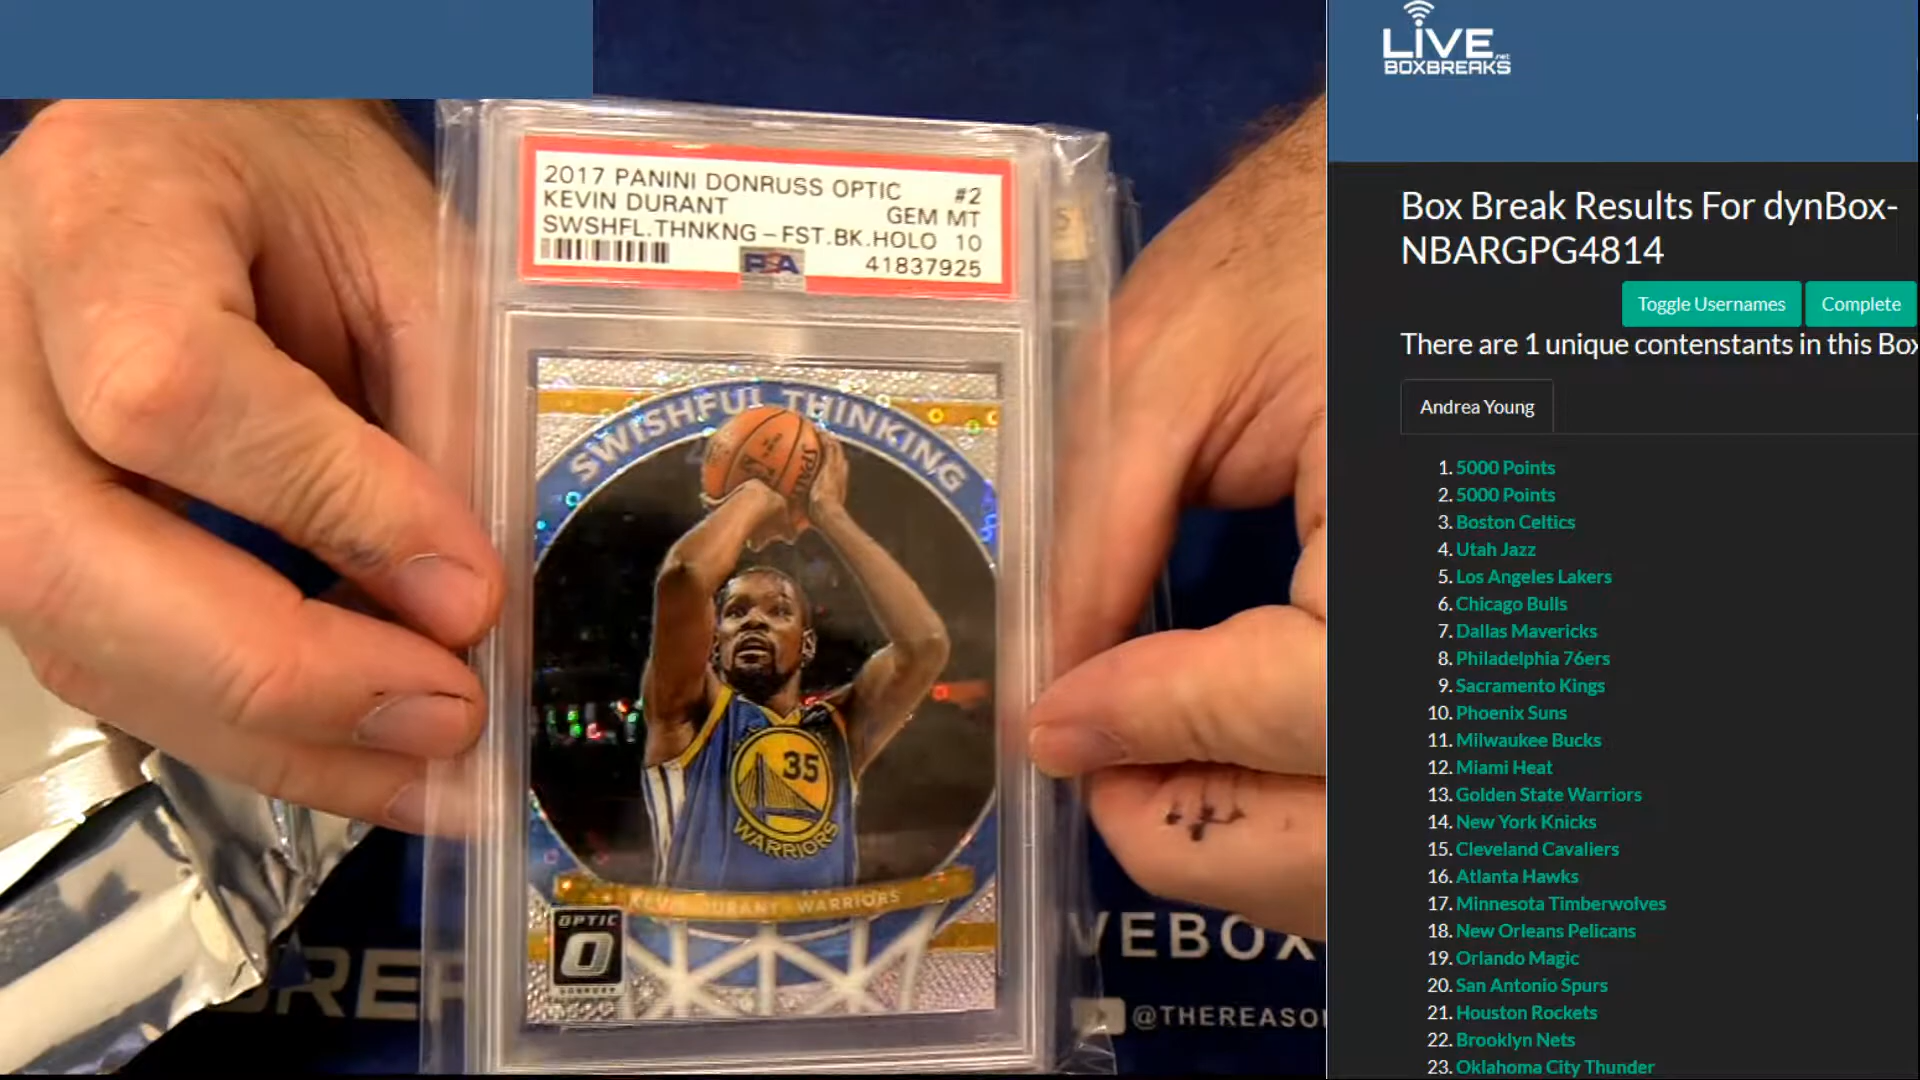 2017 PANINI DONRUSS OPTIC #2
KEVIN DURANT GEM MT
SWSHFL.THNKNG – FST.BK.HOLO 10
PSA 41837925
SWISHFUL THINKING
SPALDING
35
WARRIORS
KEVIN DURANT WARRIORS
OPTIC
O
DONRUSS
VEBOX
@THEREASO
LIVE.net
BOXBREAKS
Box Break Results For dynBox-
NBARGPG4814
Toggle Usernames
Complete
There are 1 unique contenstants in this Box
Andrea Young
1. 5000 Points
2. 5000 Points
3. Boston Celtics
4. Utah Jazz
5. Los Angeles Lakers
6. Chicago Bulls
7. Dallas Mavericks
8. Philadelphia 76ers
9. Sacramento Kings
10. Phoenix Suns
11. Milwaukee Bucks
12. Miami Heat
13. Golden State Warriors
14. New York Knicks
15. Cleveland Cavaliers
16. Atlanta Hawks
17. Minnesota Timberwolves
18. New Orleans Pelicans
19. Orlando Magic
20. San Antonio Spurs
21. Houston Rockets
22. Brooklyn Nets
23. Oklahoma City Thunder